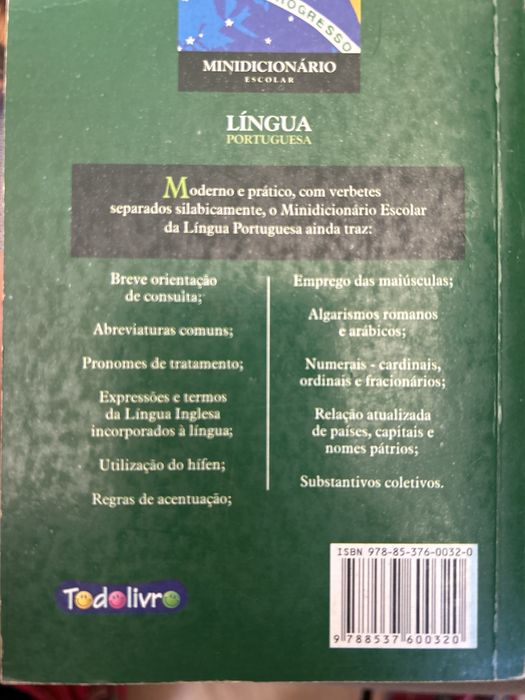 PROGRESSO
MINIDICIONÁRIO
ESCOLAR
LÍNGUA
PORTUGUESA
Moderno e prático, com verbetes
separados silabicamente, o Minidicionário Escolar
da Língua Portuguesa ainda traz:
Breve orientação
de consulta;
Abreviaturas comuns;
Pronomes de tratamento;
Expressões e termos
da Língua Inglesa
incorporados à língua;
Utilização do hífen;
Regras de acentuação;
Emprego das maiúsculas;
Algarismos romanos
e arábicos;
Numerais - cardinais,
ordinais e fracionários;
Relação atualizada
de países, capitais e
nomes pátrios;
Substantivos coletivos.
ISBN 978-85-376-0032-0
9 788537 600320
Todolivro